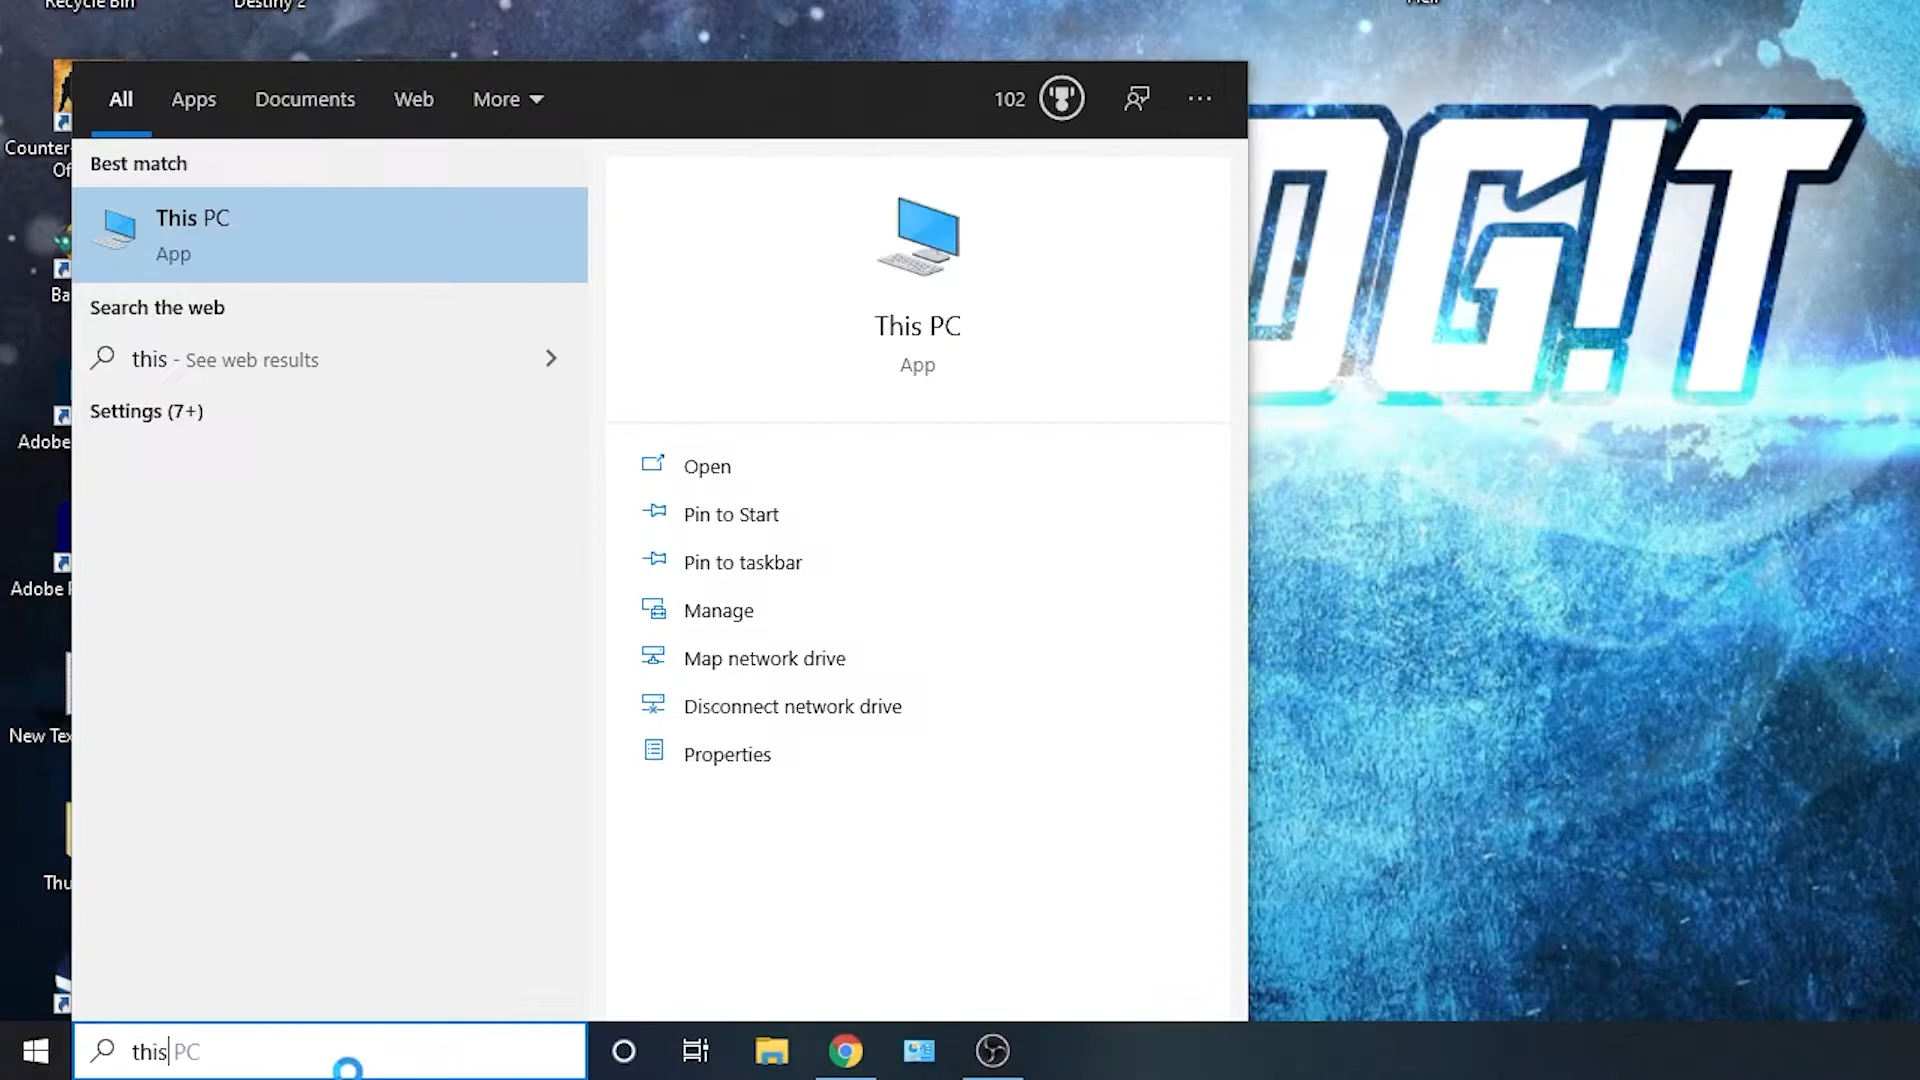 Recycle Bin
Destiny 2
All
Apps
Documents
Web
More
102
Best match
This PC
App
Search the web
this - See web results
Settings (7+)
This PC
App
Open
Pin to Start
Pin to taskbar
Manage
Map network drive
Disconnect network drive
Properties
Counter-
Adobe
Adobe
New
this PC